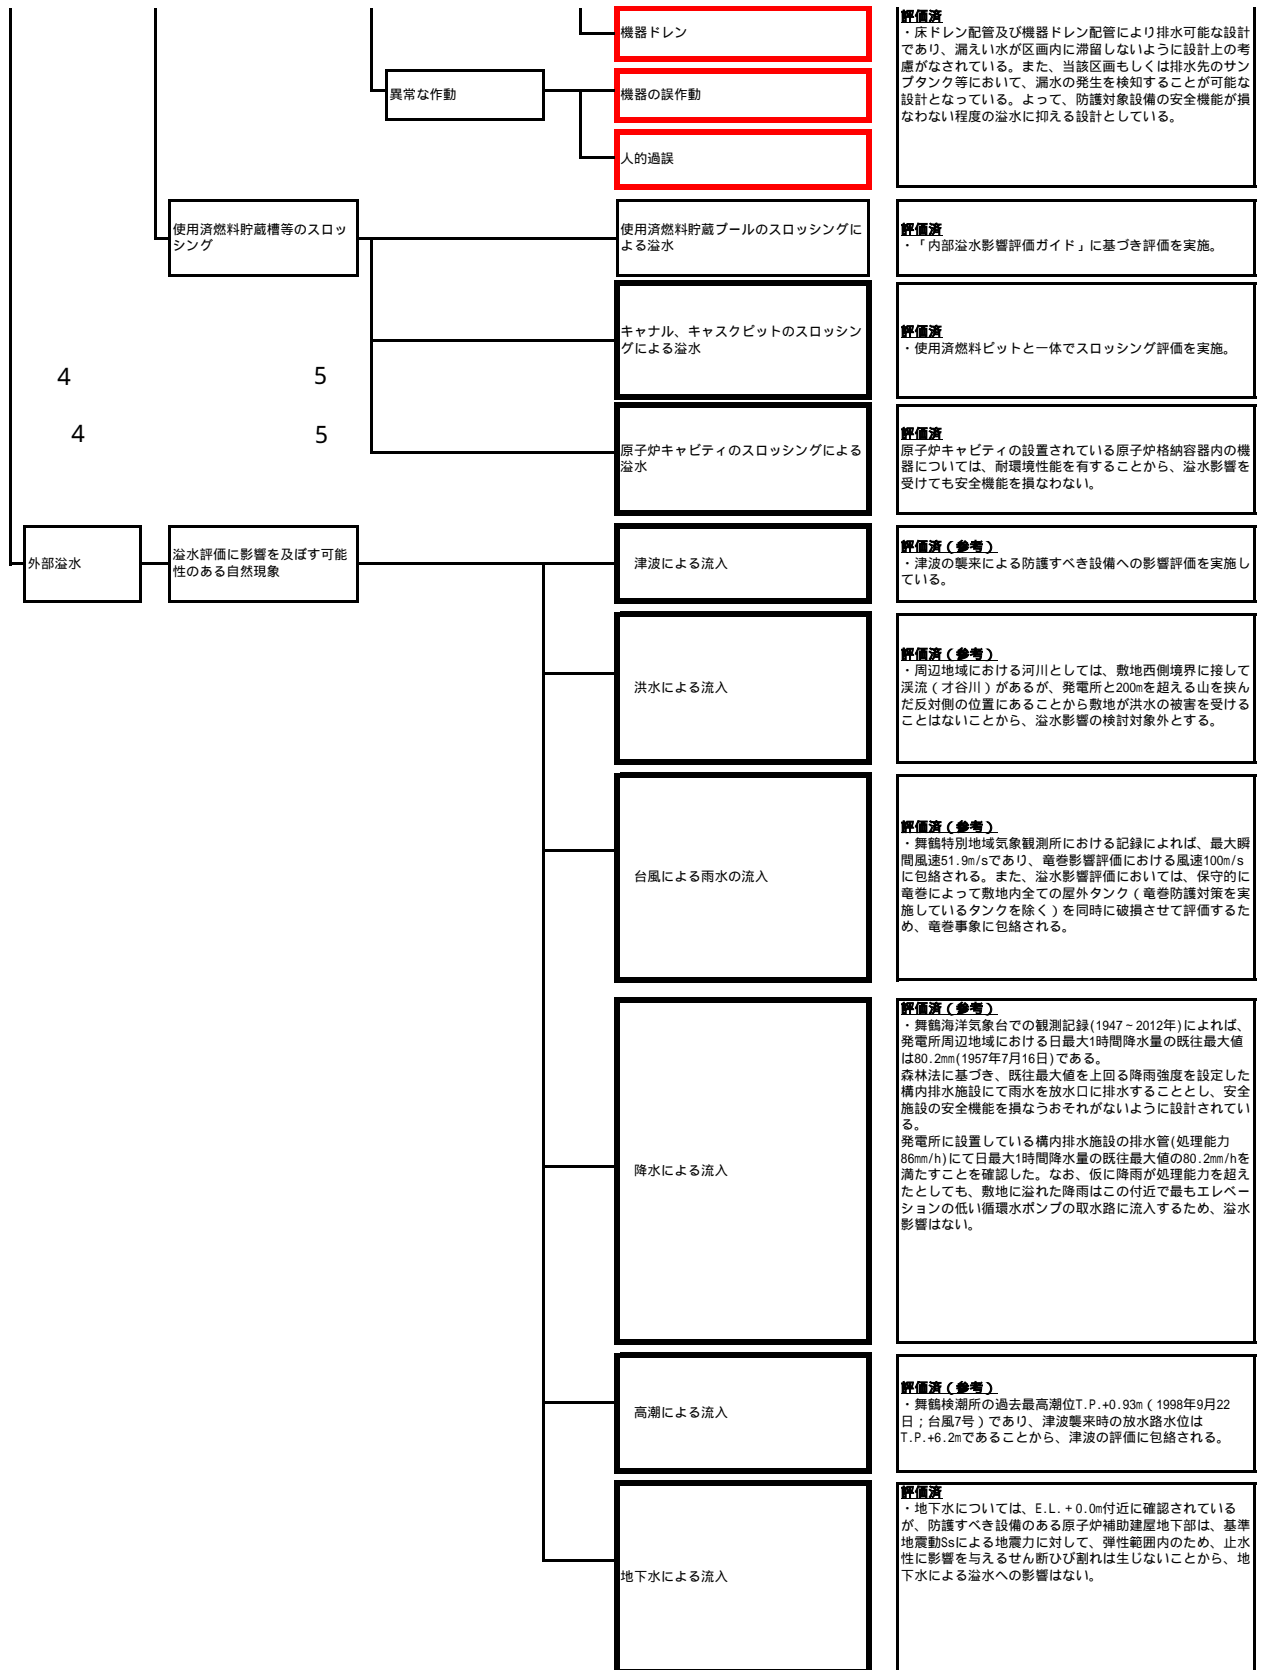 機器ドレン
評価済
・床ドレン配管及び機器ドレン配管により排水可能な設計
であり、漏えい水が区画内に滞留しないように設計上の考
慮がなされている。また、当該区画もしくは排水先のサン
プタンク等において、漏水の発生を検知することが可能な
設計となっている。よって、防護対象設備の安全機能が損
なわない程度の溢水に抑える設計としている。
異常な作動
機器の誤作動
人的過誤
使用済燃料貯蔵槽等のスロッ
シング
使用済燃料貯蔵プールのスロッシングに
よる溢水
評価済
・「内部溢水影響評価ガイド」に基づき評価を実施。
キャナル、キャスクピットのスロッシン
グによる溢水
評価済
・使用済燃料ピットと一体でスロッシング評価を実施。
4 5
4 5
原子炉キャビティのスロッシングによる
溢水
評価済
原子炉キャビティの設置されている原子炉格納容器内の機
器については、耐環境性能を有することから、溢水影響を
受けても安全機能を損なわない。
外部溢水
溢水評価に影響を及ぼす可能
性のある自然現象
津波による流入
評価済(参考)
・津波の襲来による防護すべき設備への影響評価を実施し
ている。
洪水による流入
評価済(参考)
・周辺地域における河川としては、敷地西側境界に接して
渓流(才谷川)があるが、発電所と200mを超える山を挟ん
だ反対側の位置にあることから敷地が洪水の被害を受ける
ことはないことから、溢水影響の検討対象外とする。
台風による雨水の流入
評価済(参考)
・舞鶴特別地域気象観測所における記録によれば、最大瞬
間風速51.9m/sであり、竜巻影響評価における風速100m/s
に包絡される。また、溢水影響評価においては、保守的に
竜巻によって敷地内全ての屋外タンク(竜巻防護対策を実
施しているタンクを除く)を同時に破損させて評価するた
め、竜巻事象に包絡される。
降水による流入
評価済(参考)
・舞鶴海洋気象台での観測記録(1947~2012年)によれば、
発電所周辺地域における日最大1時間降水量の既往最大値
は80.2mm(1957年7月16日)である。
森林法に基づき、既往最大値を上回る降雨強度を設定した
構内排水施設にて雨水を放水口に排水することとし、安全
施設の安全機能を損なうおそれがないように設計されてい
る。
発電所に設置している構内排水施設の排水管(処理能力
86mm/h)にて日最大1時間降水量の既往最大値の80.2mm/hを
満たすことを確認した。なお、仮に降雨が処理能力を超え
たとしても、敷地に溢れた降雨はこの付近で最もエレベー
ションの低い循環水ポンプの取水路に流入するため、溢水
影響はない。
高潮による流入
評価済(参考)
・舞鶴検潮所の過去最高潮位T.P.+0.93m(1998年9月22
日;台風7号)であり、津波襲来時の放水路水位は
T.P.+6.2mであることから、津波の評価に包絡される。
地下水による流入
評価済
・地下水については、E.L.+0.0m付近に確認されている
が、防護すべき設備のある原子炉補助建屋地下部は、基準
地震動Ssによる地震力に対して、弾性範囲内のため、止水
性に影響を与えるせん断ひび割れは生じないことから、地
下水による溢水への影響はない。